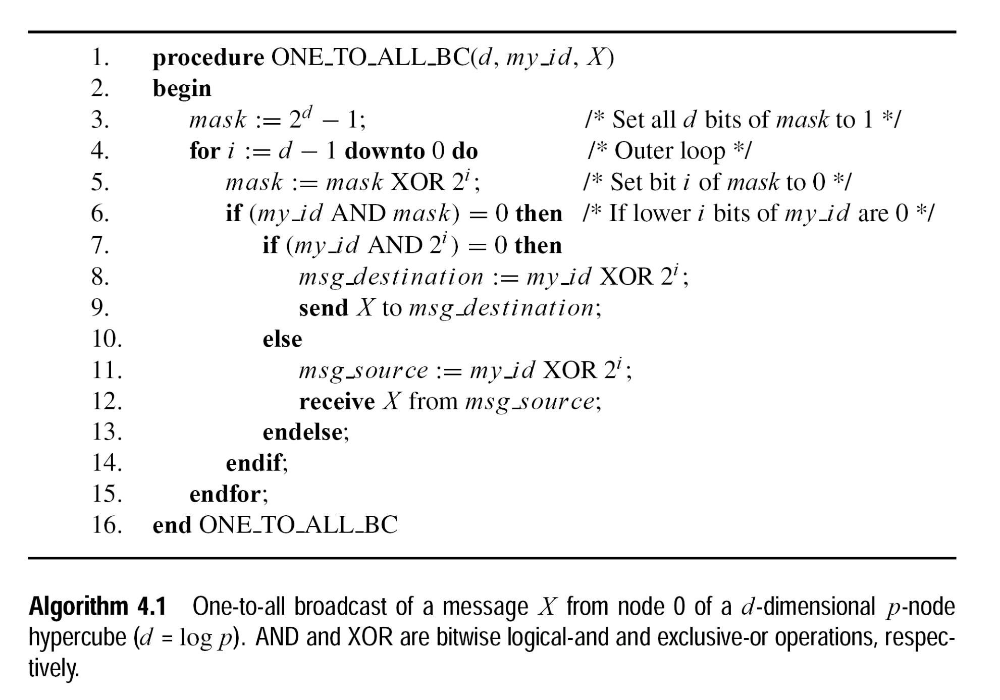 1. procedure ONE_TO_ALL_BC(d, my_id, X)
2. begin
3. mask := 2^d − 1; /* Set all d bits of mask to 1 */
4. for i := d − 1 downto 0 do /* Outer loop */
5. mask := mask XOR 2^i; /* Set bit i of mask to 0 */
6. if (my_id AND mask) = 0 then /* If lower i bits of my_id are 0 */
7. if (my_id AND 2^i) = 0 then
8. msg_destination := my_id XOR 2^i;
9. send X to msg_destination;
10. else
11. msg_source := my_id XOR 2^i;
12. receive X from msg_source;
13. endelse;
14. endif;
15. endfor;
16. end ONE_TO_ALL_BC
Algorithm 4.1 One-to-all broadcast of a message X from node 0 of a d-dimensional p-node
hypercube (d = log p). AND and XOR are bitwise logical-and and exclusive-or operations, respec-
tively.